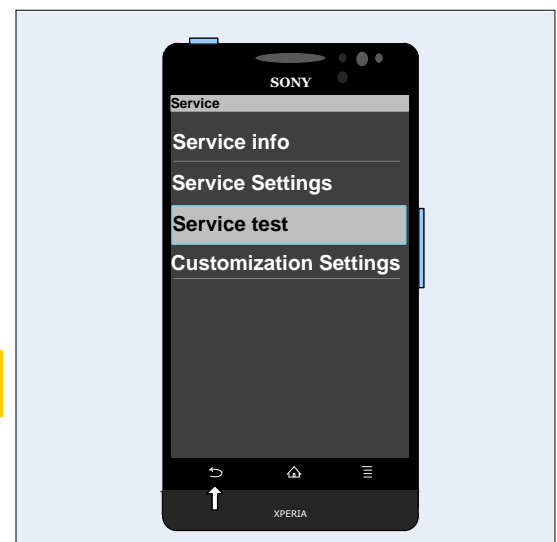 SONY
Service
Service info
Service Settings
Service test
Customization Settings
XPERIA